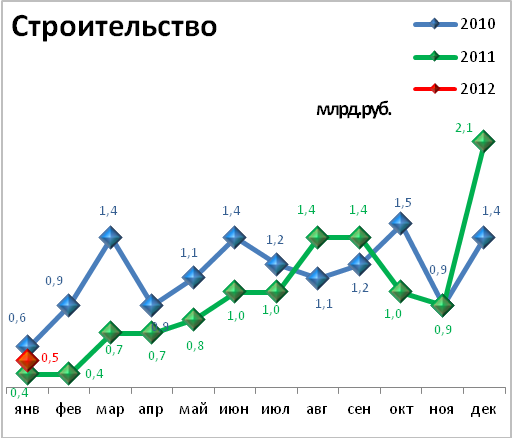 Строительство
2010
2011
2012
млрд.руб.
2,1
1,4 1,4 1,4 1,4 1,5 1,4
1,1 1,2
0,9 1,1 1,2 0,9
0,6 0,9 1,0 1,0 1,0
0,5 0,7 0,7 0,8 0,9
0,4 0,4
янв фев мар апр май июн июл авг сен окт ноя дек